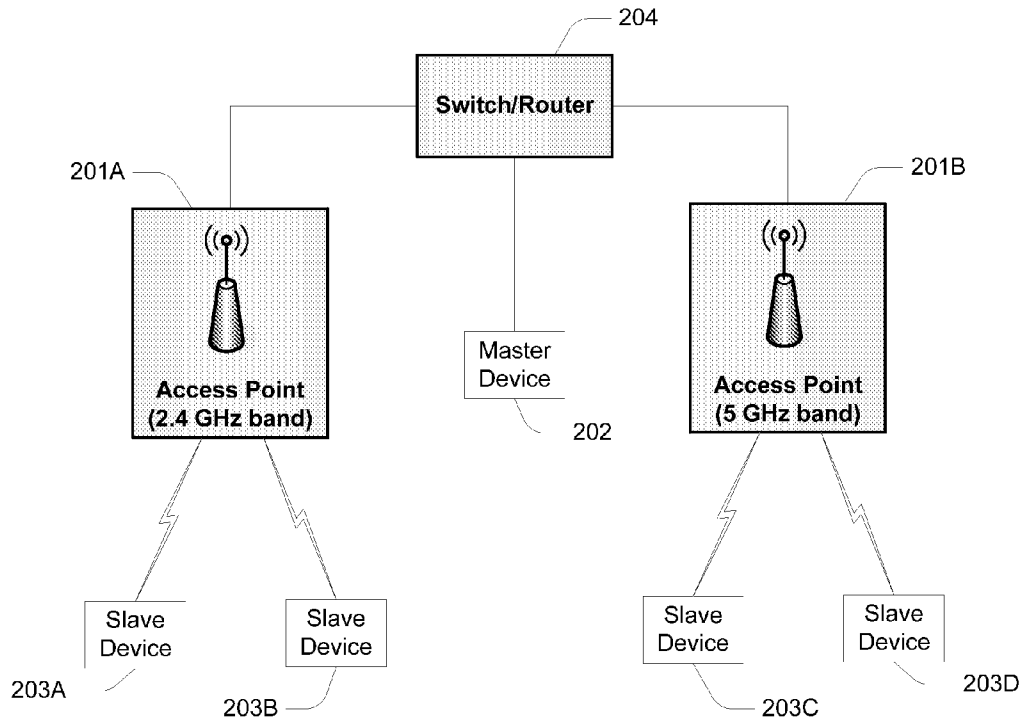 204
Switch/Router
201A
201B
Access Point
(2.4 GHz band)
Master
Device
202
Access Point
(5 GHz band)
Slave
Device
203A
Slave
Device
203B
Slave
Device
203C
Slave
Device
203D